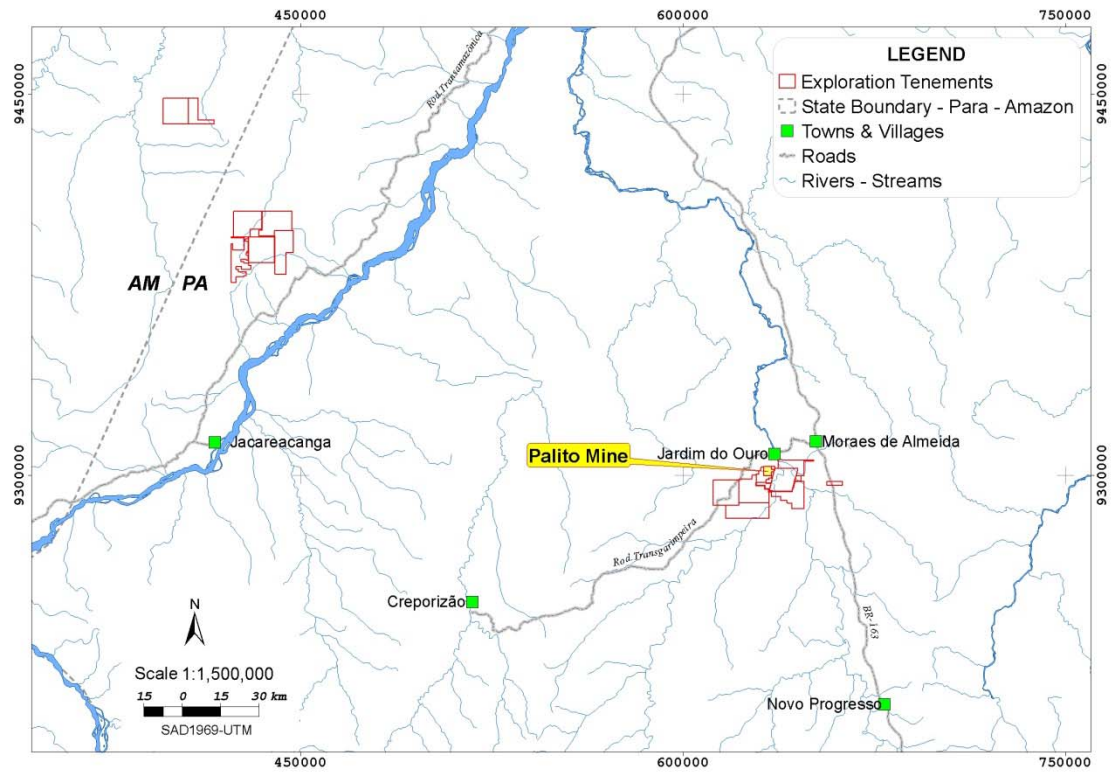 450000
600000
750000
LEGEND
Exploration Tenements
State Boundary - Para - Amazon
Towns & Villages
Roads
Rivers - Streams
Rod.Transamazônica
9450000
9450000
AM
PA
Jacareacanga
Moraes de Almeida
Jardim do Ouro
Palito Mine
9300000
9300000
Rod.Transgarimpeira
Creporizão
BR-163
N
Scale 1:1,500,000
15 0 15 30 km
SAD1969-UTM
Novo Progresso
450000
600000
750000